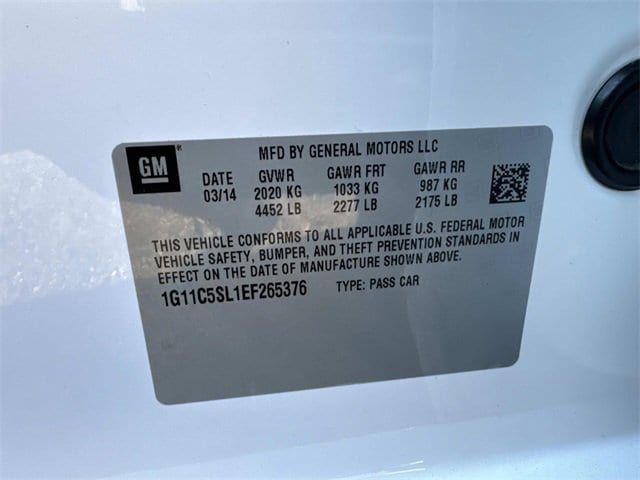 GM ®
MFD BY GENERAL MOTORS LLC
DATE GVWR GAWR FRT GAWR RR
03/14 2020 KG 1033 KG 987 KG
4452 LB 2277 LB 2175 LB
THIS VEHICLE CONFORMS TO ALL APPLICABLE U.S. FEDERAL MOTOR
VEHICLE SAFETY, BUMPER, AND THEFT PREVENTION STANDARDS IN
EFFECT ON THE DATE OF MANUFACTURE SHOWN ABOVE.
1G11C5SL1EF265376 TYPE: PASS CAR